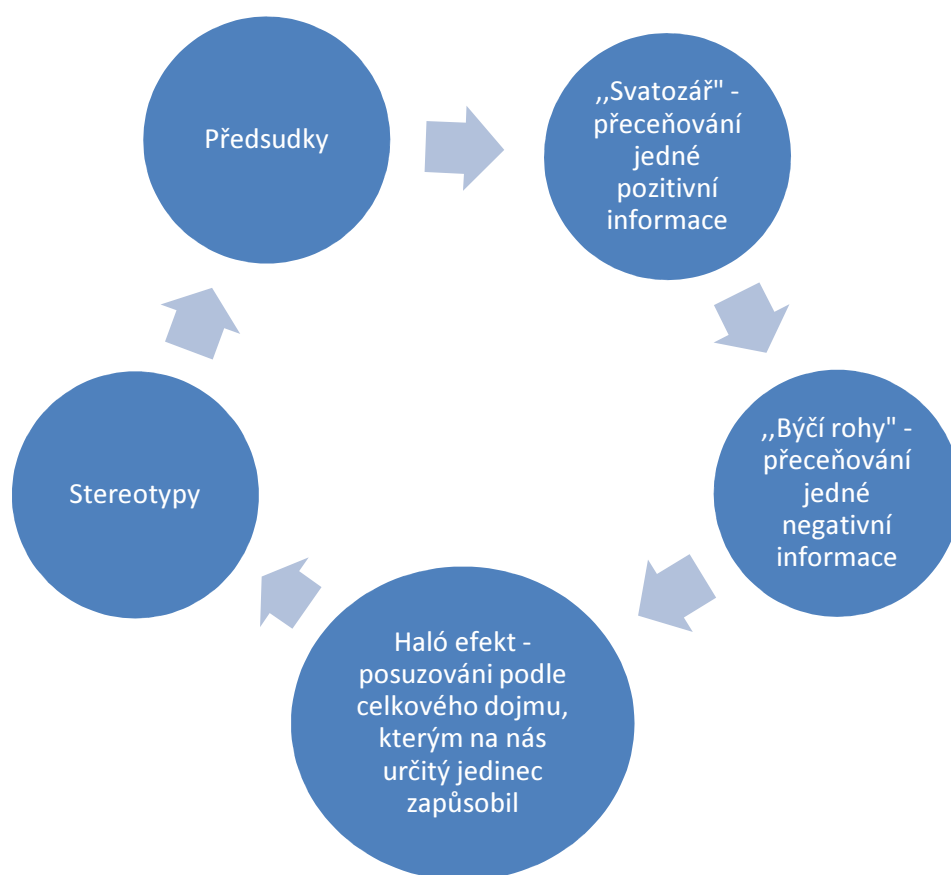 Předsudky
,,Svatozář" -
přeceňování
jedné
pozitivní
informace
,,Býčí rohy" -
přeceňování
jedné
negativní
informace
Haló efekt -
posuzováni podle
celkového dojmu,
kterým na nás
určitý jedinec
zapůsobil
Stereotypy